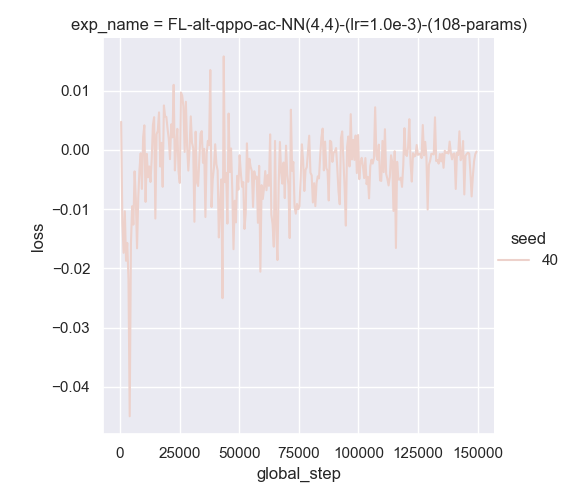 exp_name = FL-alt-qppo-ac-NN(4,4)-(lr=1.0e-3)-(108-params)
0.01
0.00
−0.01
−0.02
−0.03
−0.04
loss
seed
40
0 25000 50000 75000 100000 125000 150000
global_step